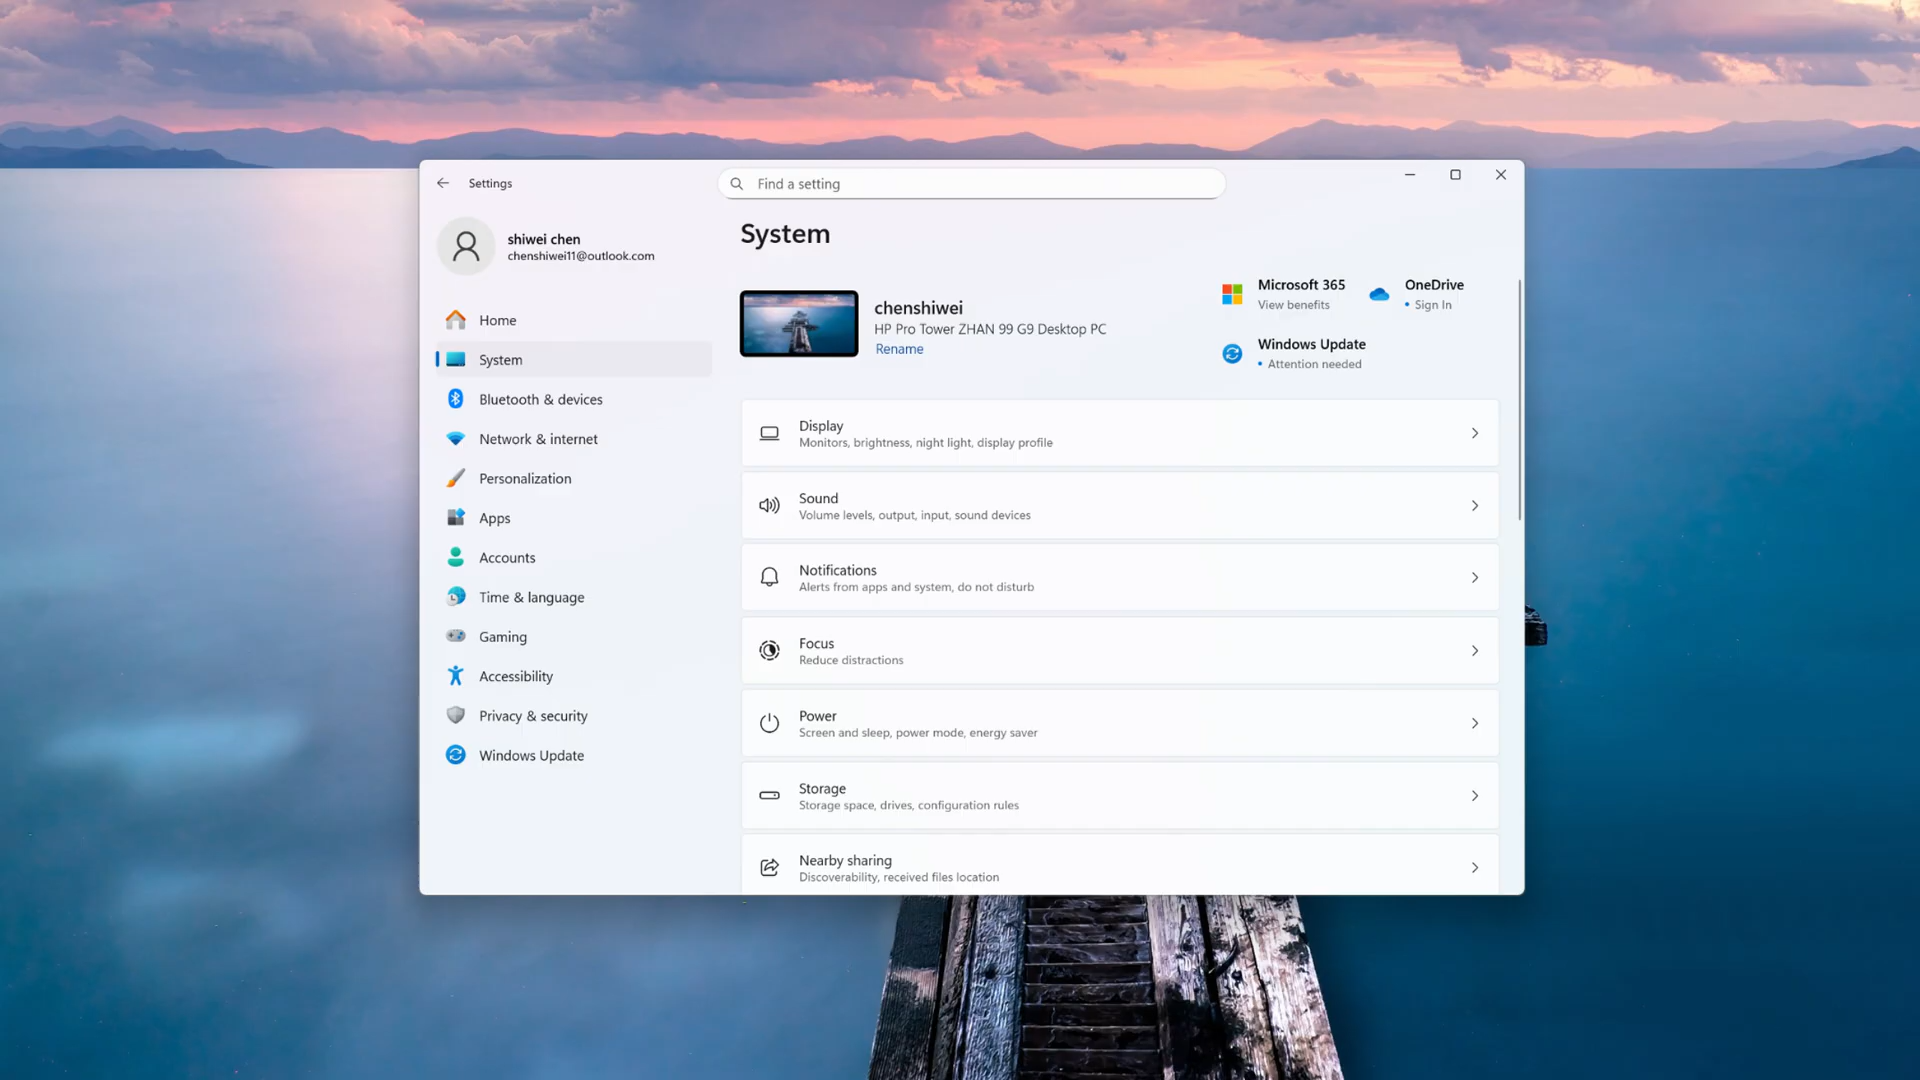 Settings
Find a setting
shiwei chen
chenshiwei11@outlook.com
Home
System
Bluetooth & devices
Network & internet
Personalization
Apps
Accounts
Time & language
Gaming
Accessibility
Privacy & security
Windows Update
System
chenshiwei
HP Pro Tower ZHAN 99 G9 Desktop PC
Rename
Microsoft 365
View benefits
OneDrive
• Sign In
Windows Update
• Attention needed
Display
Monitors, brightness, night light, display profile
Sound
Volume levels, output, input, sound devices
Notifications
Alerts from apps and system, do not disturb
Focus
Reduce distractions
Power
Screen and sleep, power mode, energy saver
Storage
Storage space, drives, configuration rules
Nearby sharing
Discoverability, received files location